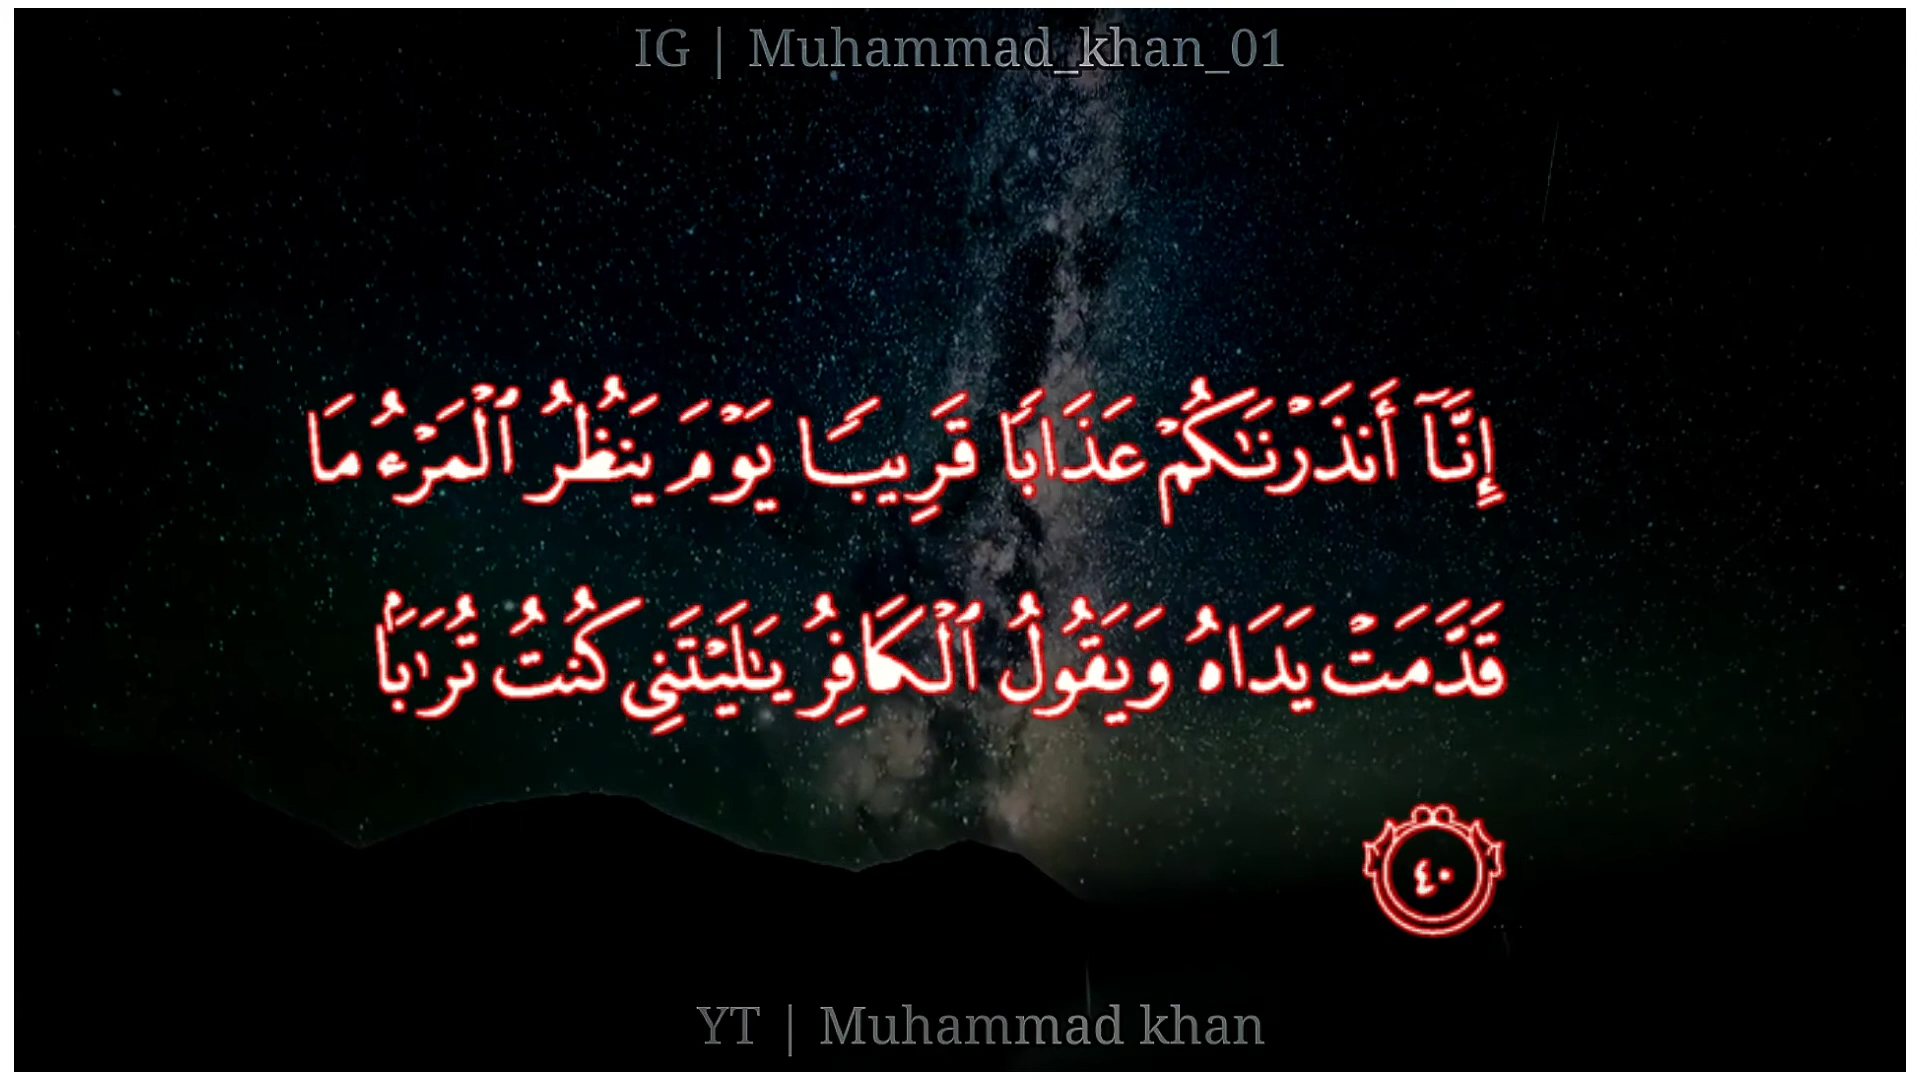 IG | Muhammad_khan_01
إِنَّآ أَنذَرْنَـٰكُمْ عَذَابًا قَرِيبًا يَوْمَ يَنظُرُ ٱلْمَرْءُ مَا
قَدَّمَتْ يَدَاهُ وَيَقُولُ ٱلْكَافِرُ يَـٰلَيْتَنِى كُنتُ تُرَٰبًۢا
٤٠
YT | Muhammad khan